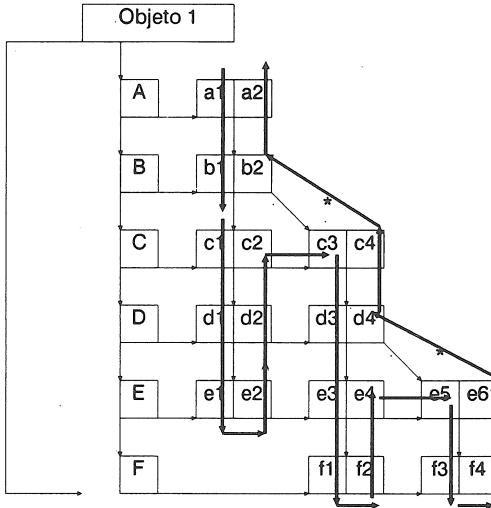 Objeto 1
A a1 a2
B b1 b2
C c1 c2 c3 c4
D d1 d2 d3 d4
E e1 e2 e3 e4 e5 e6
F f1 f2 f3 f4
*
*